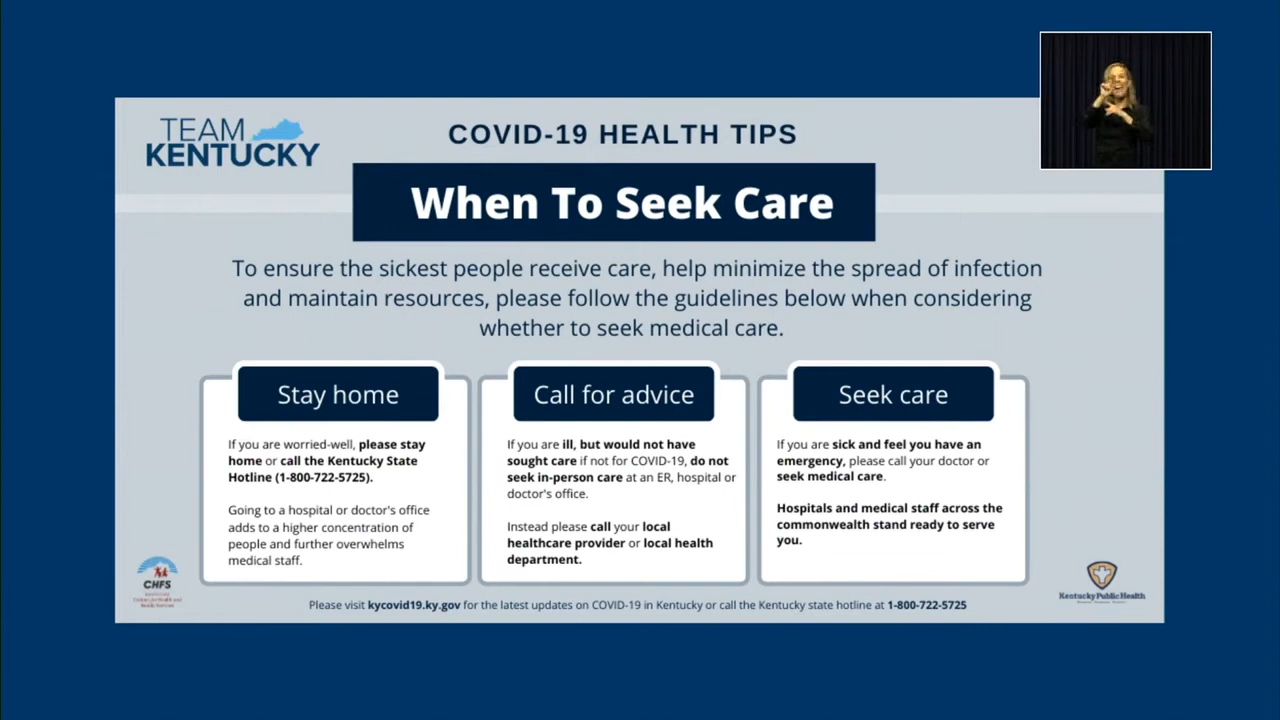 TEAM
KENTUCKY
COVID-19 HEALTH TIPS
When To Seek Care
To ensure the sickest people receive care, help minimize the spread of infection
and maintain resources, please follow the guidelines below when considering
whether to seek medical care.
Stay home
If you are worried-well, please stay
home or call the Kentucky State
Hotline (1-800-722-5725).
Going to a hospital or doctor's office
adds to a higher concentration of
people and further overwhelms
medical staff.
Call for advice
If you are ill, but would not have
sought care if not for COVID-19, do not
seek in-person care at an ER, hospital or
doctor's office.
Instead please call your local
healthcare provider or local health
department.
Seek care
If you are sick and feel you have an
emergency, please call your doctor or
seek medical care.
Hospitals and medical staff across the
commonwealth stand ready to serve
you.
CHFS
Kentucky Public Health
Please visit kycovid19.ky.gov for the latest updates on COVID-19 in Kentucky or call the Kentucky state hotline at 1-800-722-5725